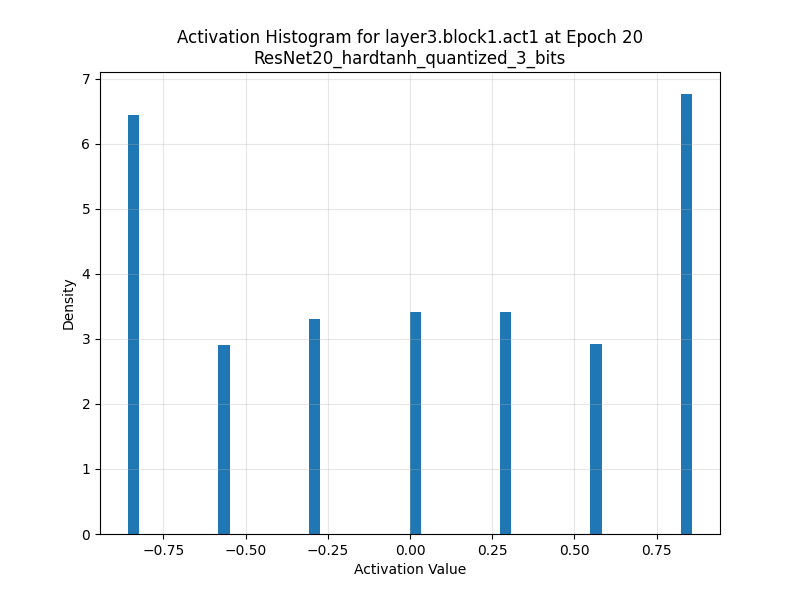 Activation Histogram for layer3.block1.act1 at Epoch 20
ResNet20_hardtanh_quantized_3_bits
7
6
5
4
3
2
1
0
Density
−0.75 −0.50 −0.25 0.00 0.25 0.50 0.75
Activation Value